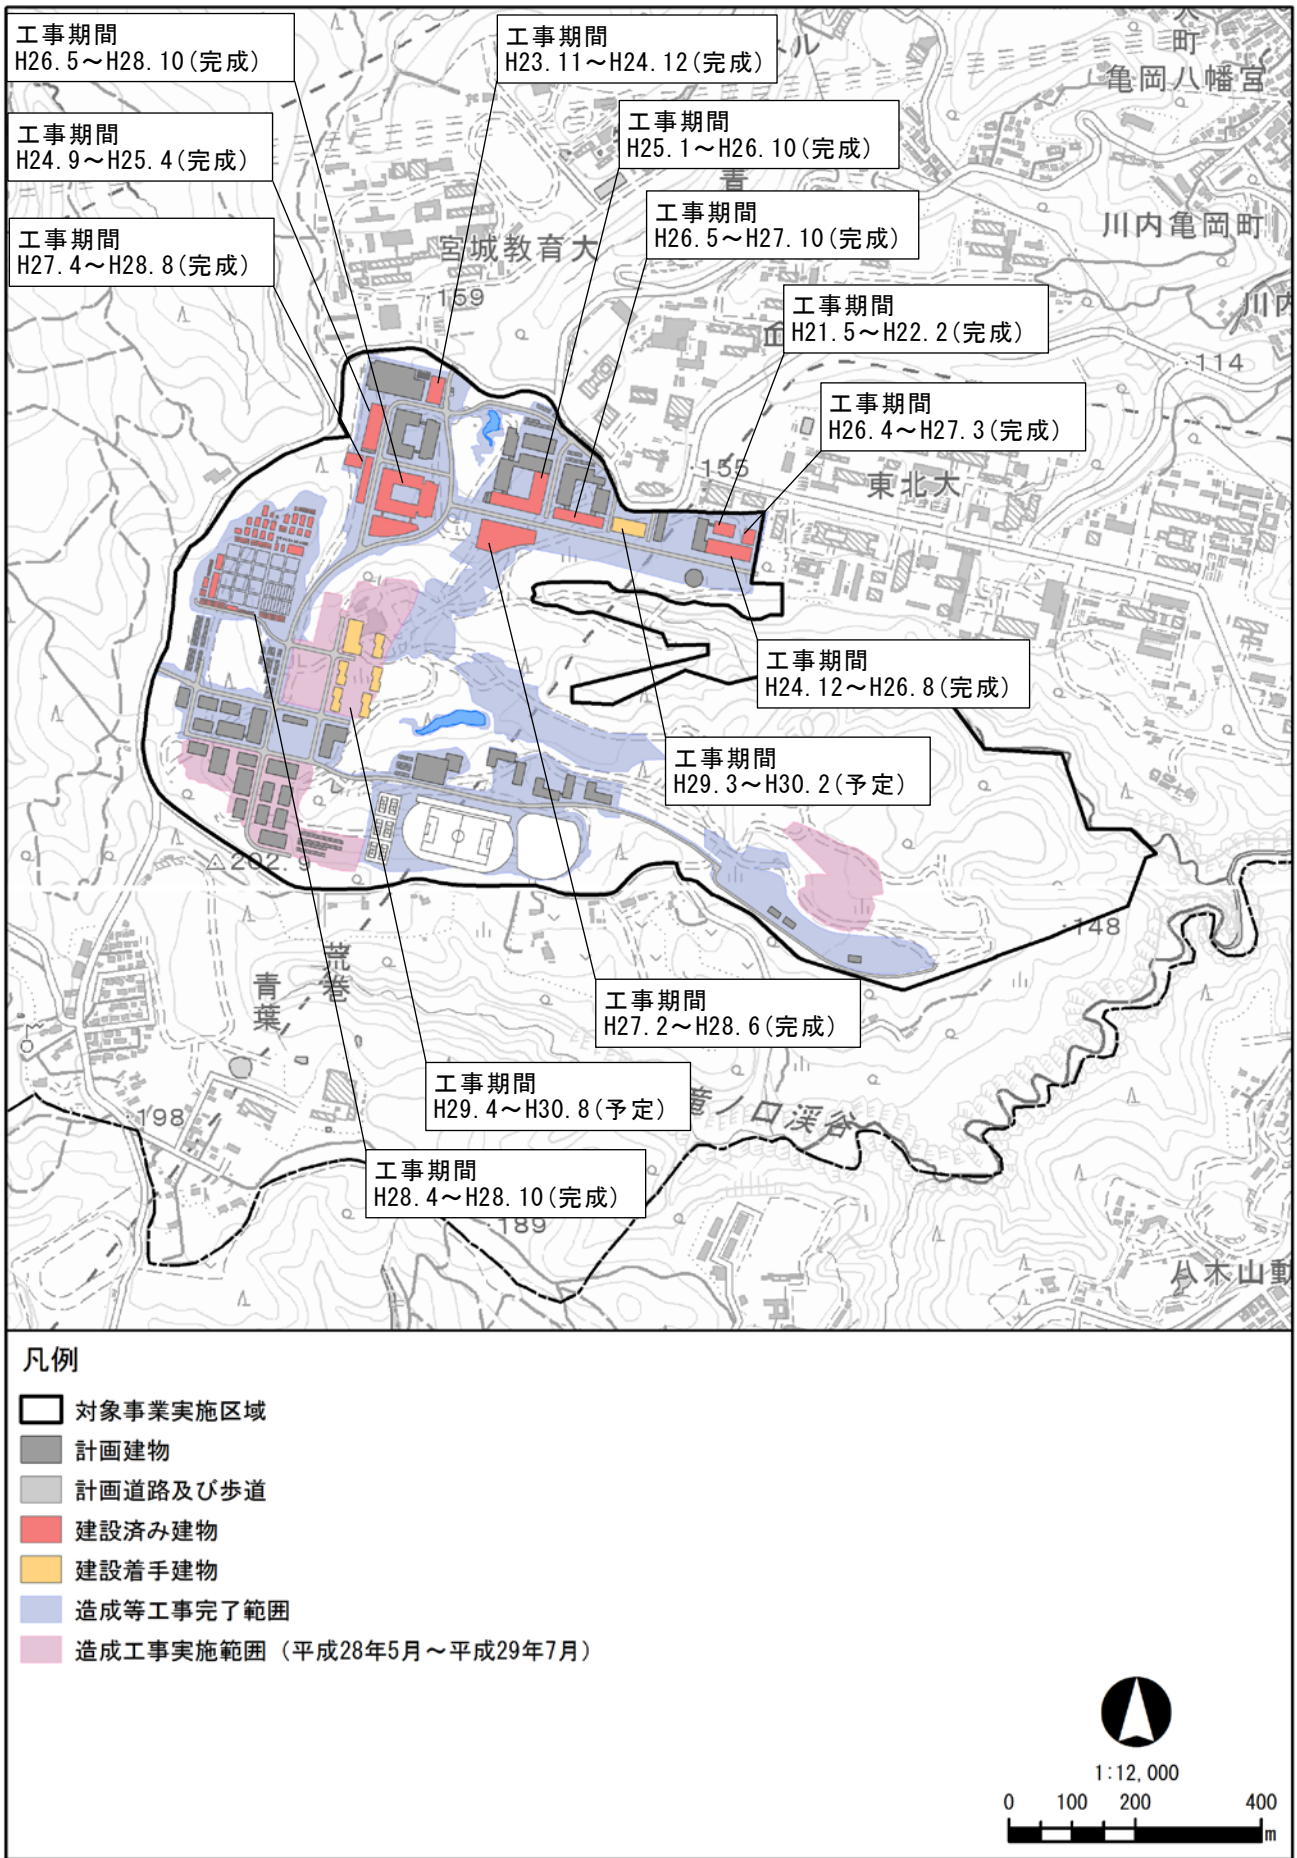 工事期間
H26.5～H28.10(完成)
工事期間
H23.11～H24.12(完成)
町
亀岡八幡宮
工事期間
H24.9～H25.4(完成)
工事期間
H25.1～H26.10(完成)
青
工事期間
H27.4～H28.8(完成)
工事期間
H26.5～H27.10(完成)
川内亀岡町
宮城教育大
・159
川内
工事期間
H21.5～H22.2(完成)
・114
工事期間
H26.4～H27.3(完成)
・155
東北大
工事期間
H24.12～H26.8(完成)
工事期間
H29.3～H30.2(予定)
△202.9
・148
荒巻
青葉
工事期間
H27.2～H28.6(完成)
工事期間
H29.4～H30.8(予定)
竜ノ口渓谷
・198
工事期間
H28.4～H28.10(完成)
189
八木山動
凡例
対象事業実施区域
計画建物
計画道路及び歩道
建設済み建物
建設着手建物
造成等工事完了範囲
造成工事実施範囲（平成28年5月～平成29年7月）
1:12,000
0 100 200 400
m